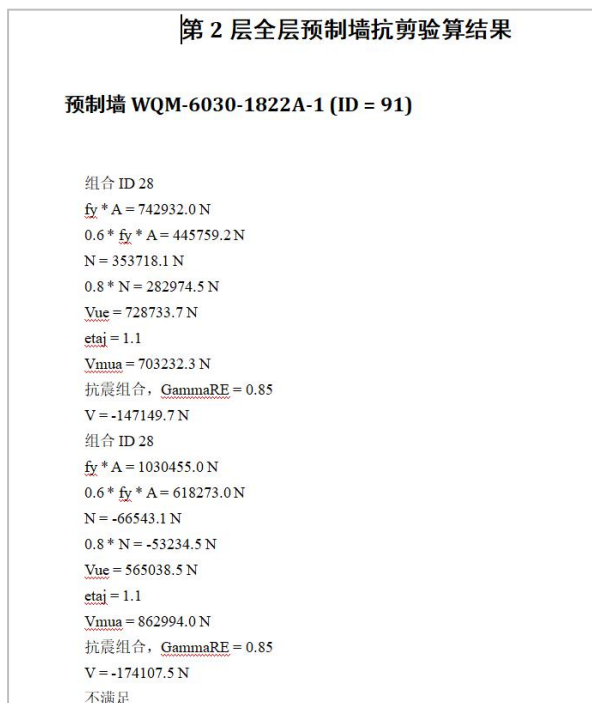 第 2 层全层预制墙抗剪验算结果
预制墙 WQM-6030-1822A-1 (ID = 91)
组合 ID 28
fy * A = 742932.0 N
0.6 * fy * A = 445759.2 N
N = 353718.1 N
0.8 * N = 282974.5 N
Vue = 728733.7 N
etaj = 1.1
Vmua = 703232.3 N
抗震组合，GammaRE = 0.85
V = -147149.7 N
组合 ID 28
fy * A = 1030455.0 N
0.6 * fy * A = 618273.0 N
N = -66543.1 N
0.8 * N = -53234.5 N
Vue = 565038.5 N
etaj = 1.1
Vmua = 862994.0 N
抗震组合，GammaRE = 0.85
V = -174107.5 N
不满足